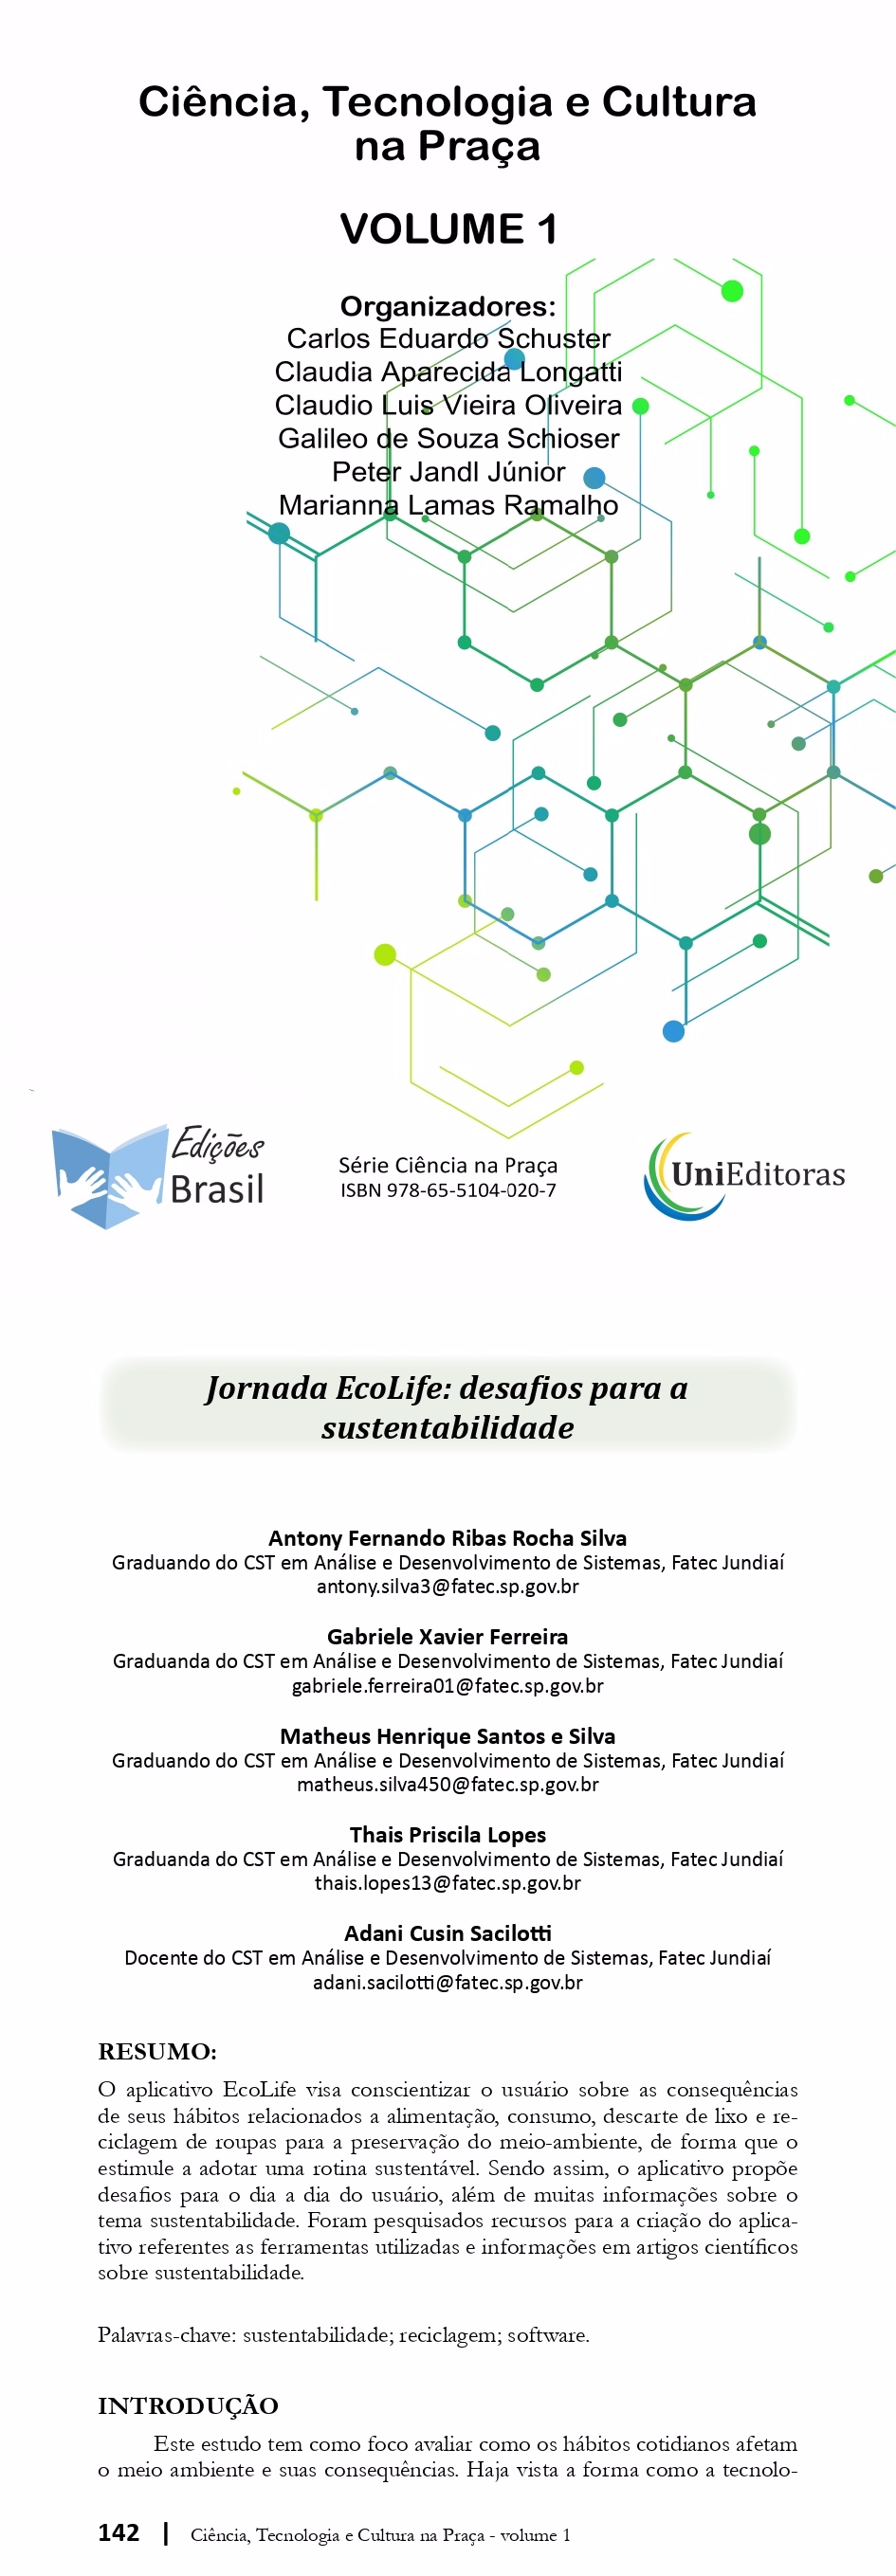 Ciência, Tecnologia e Cultura
na Praça
VOLUME 1
Organizadores:
Carlos Eduardo Schuster
Claudia Aparecida Longatti
Claudio Luis Vieira Oliveira
Galileo de Souza Schioser
Peter Jandl Júnior
Marianna Lamas Ramalho
Edições
Brasil
Série Ciência na Praça
ISBN 978-65-5104-020-7
UniEditoras
Jornada EcoLife: desafios para a
sustentabilidade
Antony Fernando Ribas Rocha Silva
Graduando do CST em Análise e Desenvolvimento de Sistemas, Fatec Jundiaí
antony.silva3@fatec.sp.gov.br
Gabriele Xavier Ferreira
Graduanda do CST em Análise e Desenvolvimento de Sistemas, Fatec Jundiaí
gabriele.ferreira01@fatec.sp.gov.br
Matheus Henrique Santos e Silva
Graduando do CST em Análise e Desenvolvimento de Sistemas, Fatec Jundiaí
matheus.silva450@fatec.sp.gov.br
Thais Priscila Lopes
Graduanda do CST em Análise e Desenvolvimento de Sistemas, Fatec Jundiaí
thais.lopes13@fatec.sp.gov.br
Adani Cusin Sacilotti
Docente do CST em Análise e Desenvolvimento de Sistemas, Fatec Jundiaí
adani.sacilotti@fatec.sp.gov.br
RESUMO:
O aplicativo EcoLife visa conscientizar o usuário sobre as consequências
de seus hábitos relacionados a alimentação, consumo, descarte de lixo e re-
ciclagem de roupas para a preservação do meio-ambiente, de forma que o
estimule a adotar uma rotina sustentável. Sendo assim, o aplicativo propõe
desafios para o dia a dia do usuário, além de muitas informações sobre o
tema sustentabilidade. Foram pesquisados recursos para a criação do aplica-
tivo referentes as ferramentas utilizadas e informações em artigos científicos
sobre sustentabilidade.
Palavras-chave: sustentabilidade; reciclagem; software.
INTRODUÇÃO
Este estudo tem como foco avaliar como os hábitos cotidianos afetam
o meio ambiente e suas consequências. Haja vista a forma como a tecnolo-
142 | Ciência, Tecnologia e Cultura na Praça - volume 1